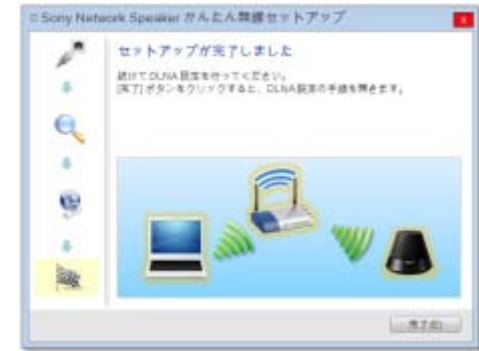 Sony Network Speaker かんたん無線セットアップ
セットアップが完了しました
続けてDLNA設定を行ってください。
[完了]ボタンをクリックすると、DLNA設定の手順を開きます。
完了(E)